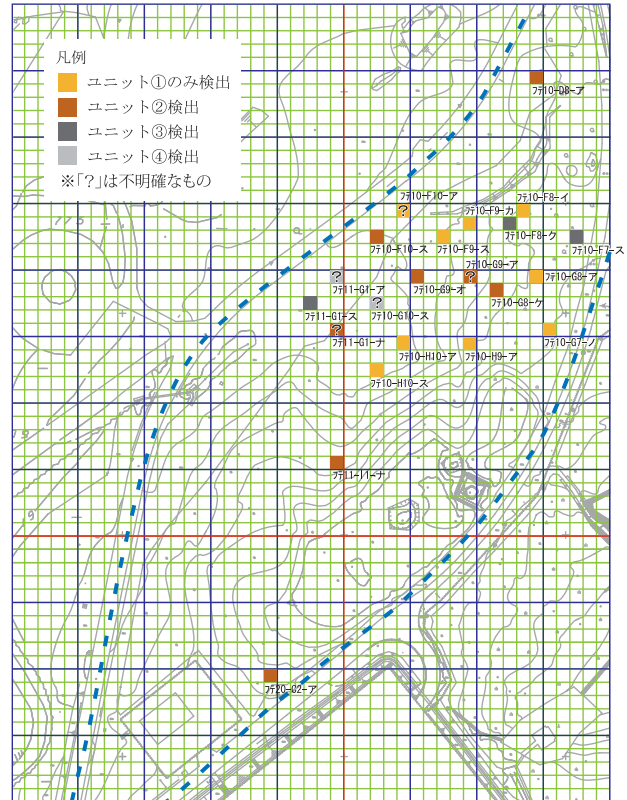 凡例
ユニット①のみ検出
ユニット②検出
ユニット③検出
ユニット④検出
※「?」は不明確なもの
ﾌﾃ10-D8-ア
ﾌﾃ10-F10-ア
?
ﾌﾃ10-F8-イ
ﾌﾃ10-F9-カ
ﾌﾃ10-F8-ク
ﾌﾃ10-F10-ス
ﾌﾃ10-F9-ス
ﾌﾃ10-F7-ス
ﾌﾃ10-G9-ア
?
?
ﾌﾃ11-G1-ア
ﾌﾃ10-G9-オ
ﾌﾃ10-G8-ア
?
ﾌﾃ10-G8-ケ
ﾌﾃ11-G1-ス
ﾌﾃ10-G10-ス
?
ﾌﾃ11-G1-ナ
ﾌﾃ10-G7-ノ
ﾌﾃ10-H10-ア
ﾌﾃ10-H9-ア
ﾌﾃ10-H10-ス
ﾌﾃ11-I1-ナ
ﾌﾃ20-C2-ア